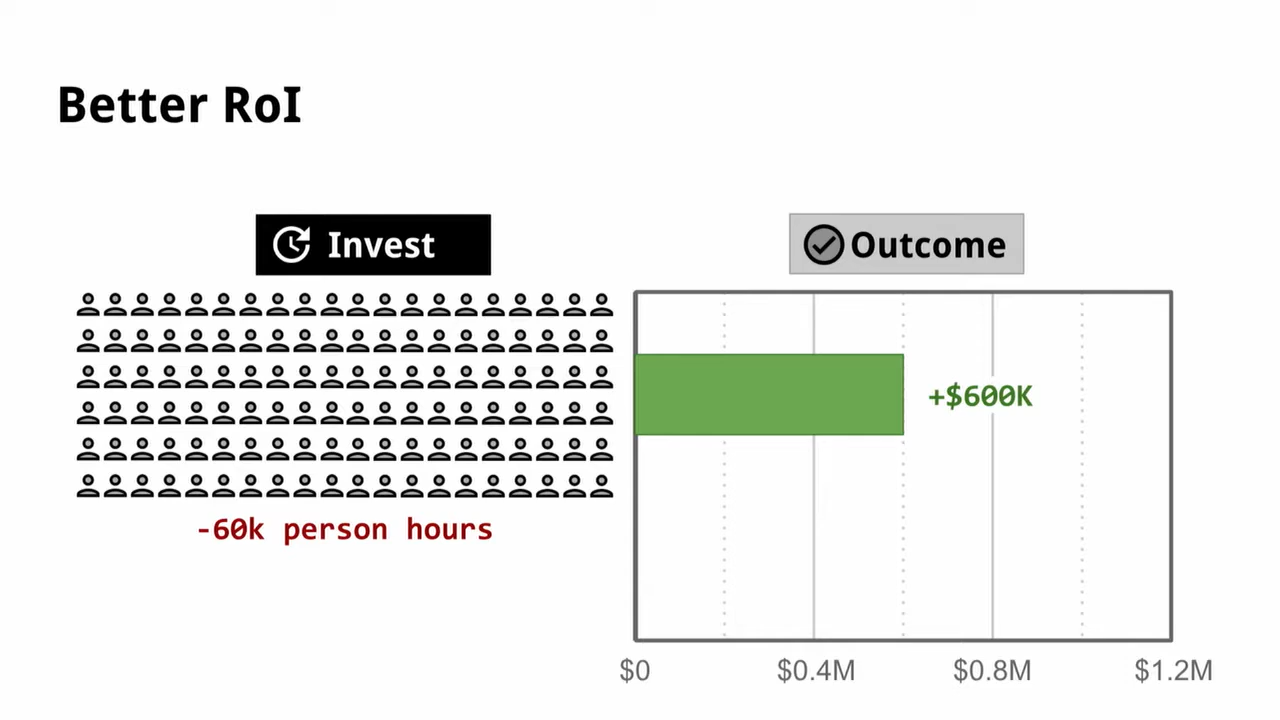 Better RoI
Invest
Outcome
+$600K
-60k person hours
$0 $0.4M $0.8M $1.2M